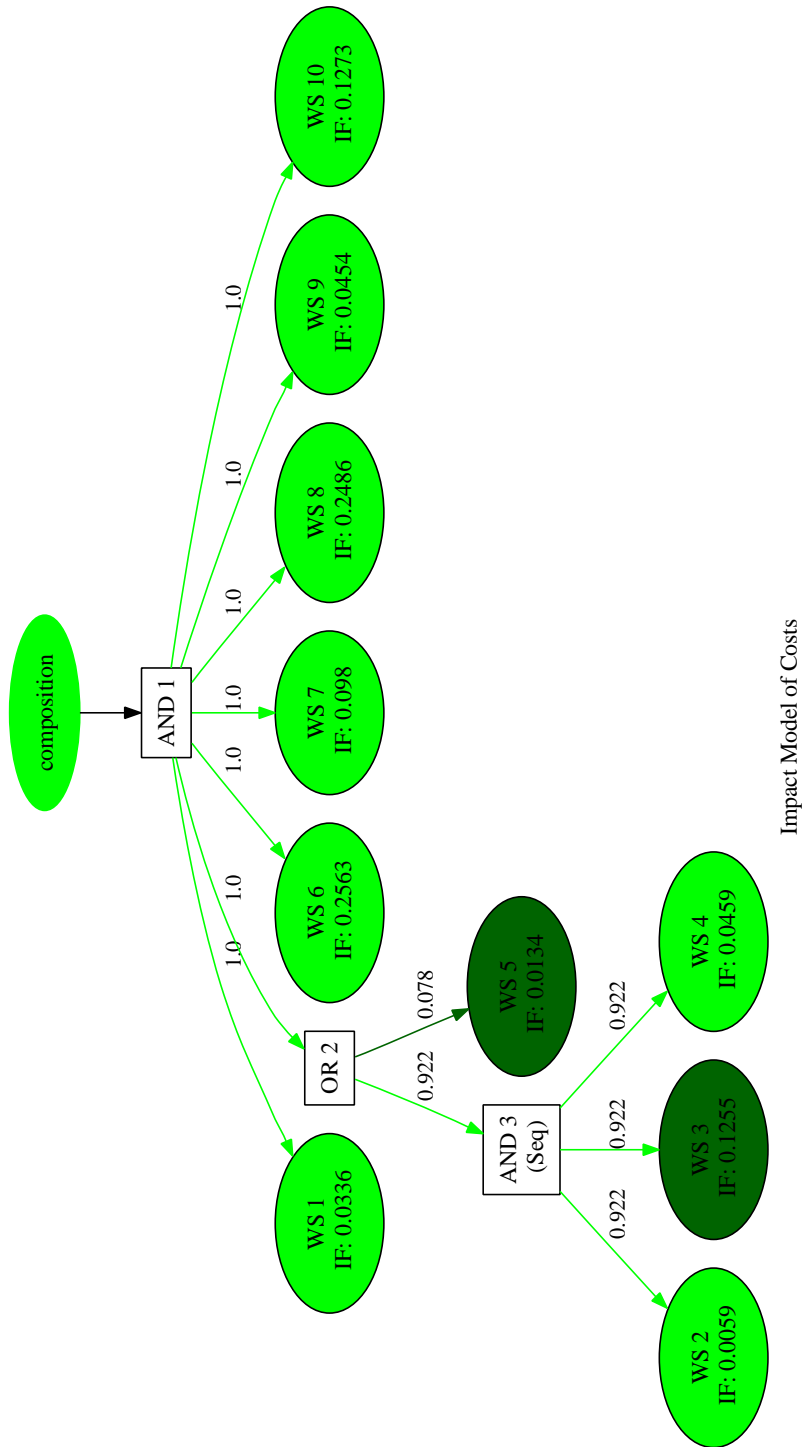 composition
AND 1
1.0
1.0
1.0
1.0
1.0
1.0
1.0
WS 1
IF: 0.0336
OR 2
WS 6
IF: 0.2563
WS 7
IF: 0.098
WS 8
IF: 0.2486
WS 9
IF: 0.0454
WS 10
IF: 0.1273
0.922
0.078
AND 3
(Seq)
WS 5
IF: 0.0134
0.922
0.922
0.922
WS 2
IF: 0.0059
WS 3
IF: 0.1255
WS 4
IF: 0.0459
Impact Model of Costs